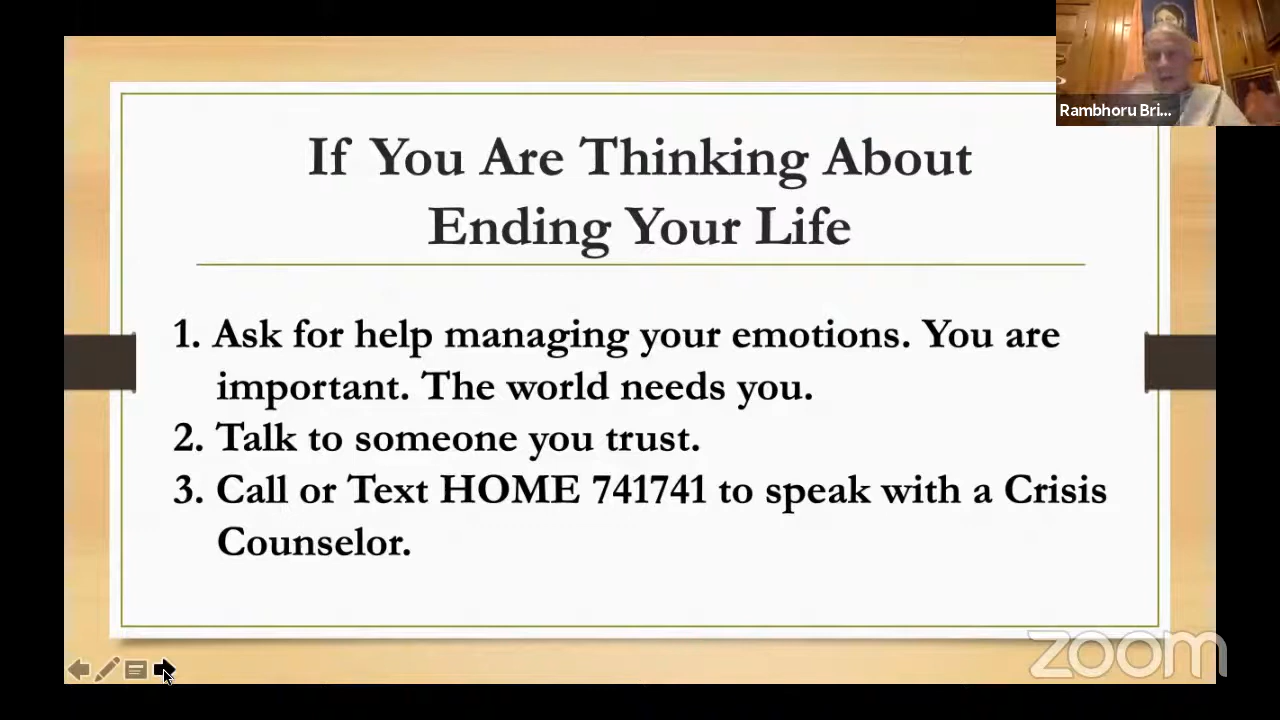 If You Are Thinking About
Ending Your Life
1. Ask for help managing your emotions. You are
important. The world needs you.
2. Talk to someone you trust.
3. Call or Text HOME 741741 to speak with a Crisis
Counselor.
Rambhoru Bri...
zoom